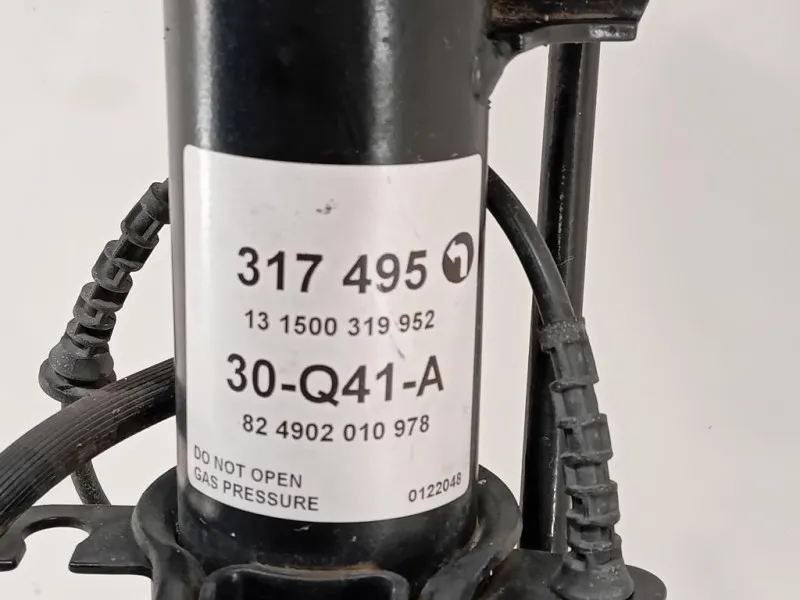 317 495
13 1500 319 952
30-Q41-A
82 4902 010 978
DO NOT OPEN
GAS PRESSURE
0122048